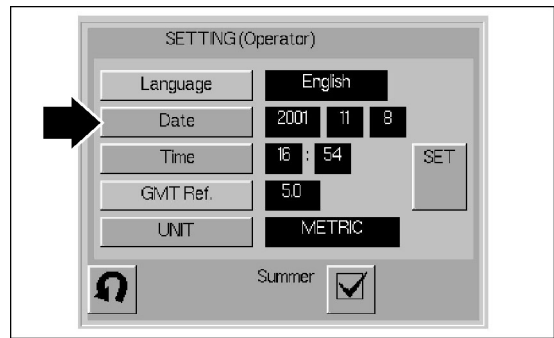 SETTING (Operator)
Language English
Date 2001 11 8
Time 16 : 54 SET
GMT Ref. 5.0
UNIT METRIC
Summer